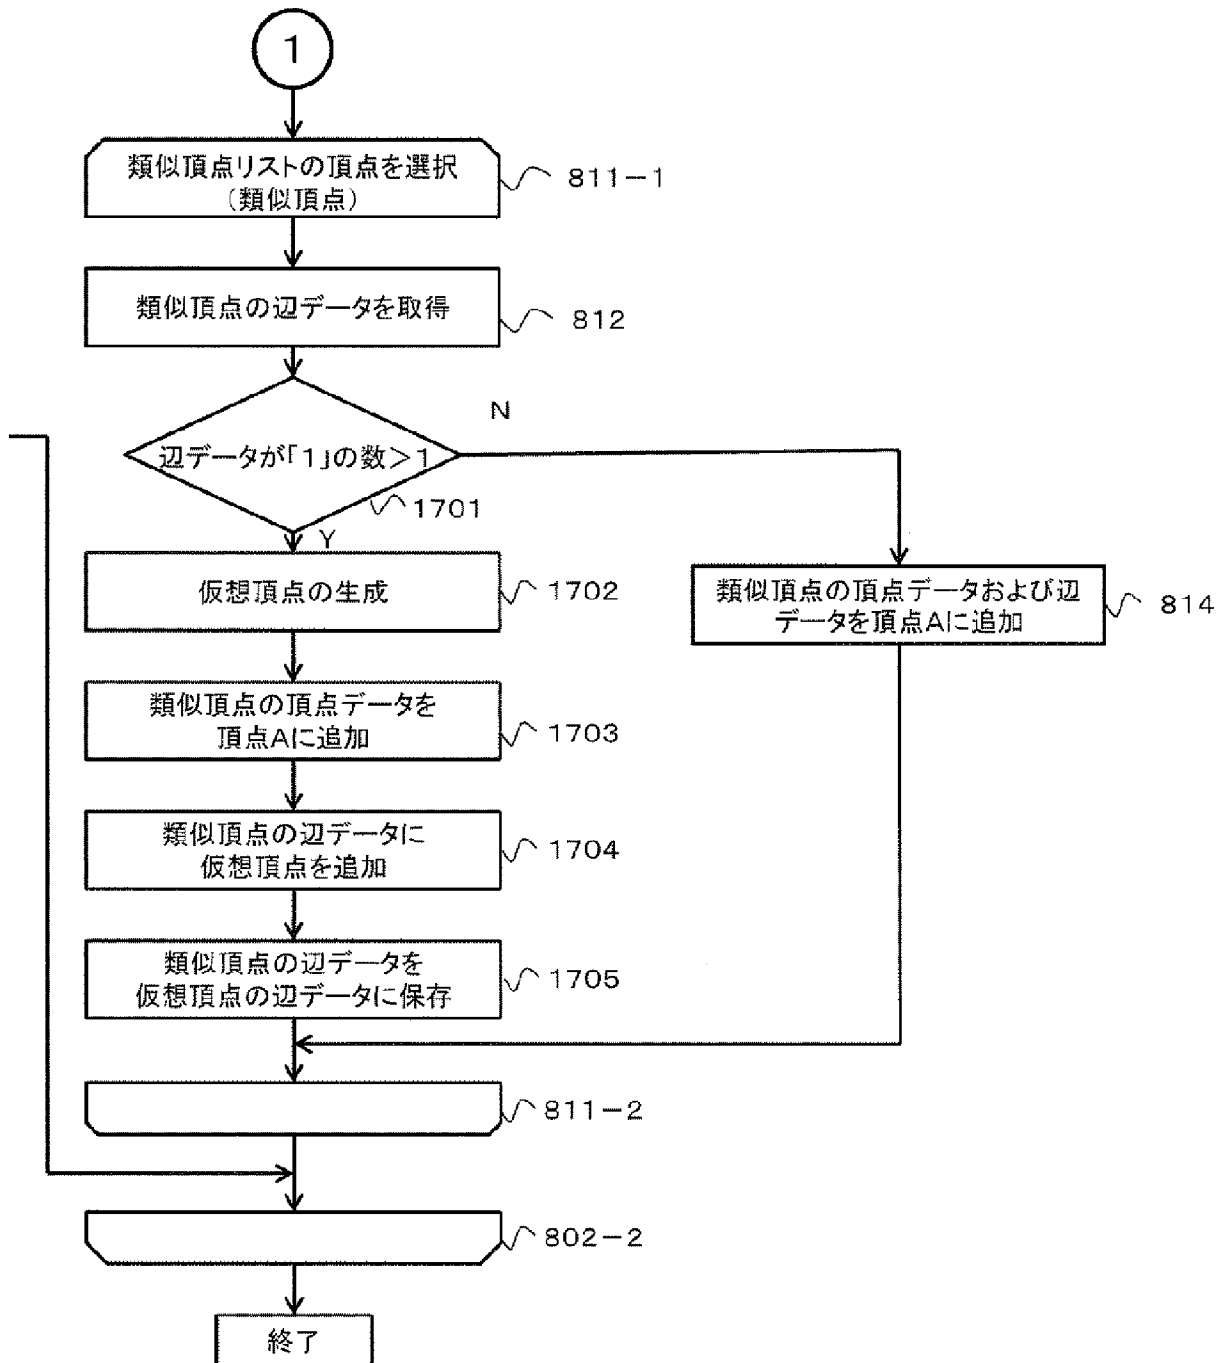 1
類似頂点リストの頂点を選択
(類似頂点)
811-1
類似頂点の辺データを取得
812
N
辺データが「1」の数>1
1701
Y
仮想頂点の生成
1702
類似頂点の頂点データおよび辺
データを頂点Aに追加
814
類似頂点の頂点データを
頂点Aに追加
1703
類似頂点の辺データに
仮想頂点を追加
1704
類似頂点の辺データを
仮想頂点の辺データに保存
1705
811-2
802-2
終了